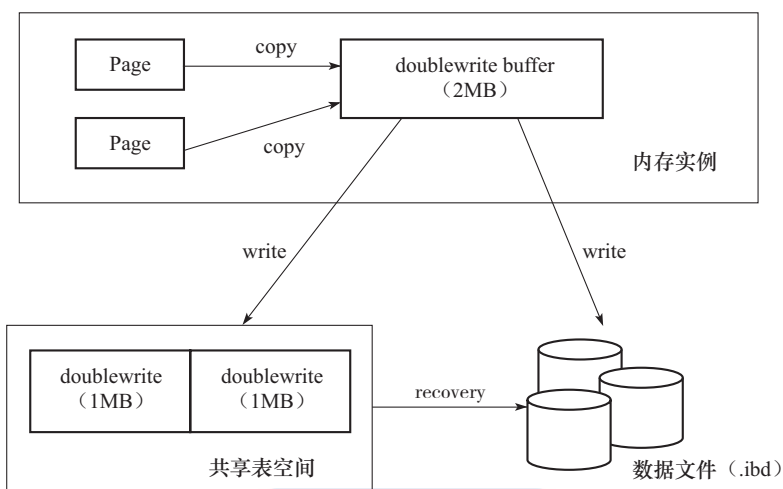 Page
copy
doublewrite buffer
（2MB）
Page
copy
内存实例
write
write
doublewrite
（1MB）
doublewrite
（1MB）
recovery
共享表空间
数据文件（.ibd）